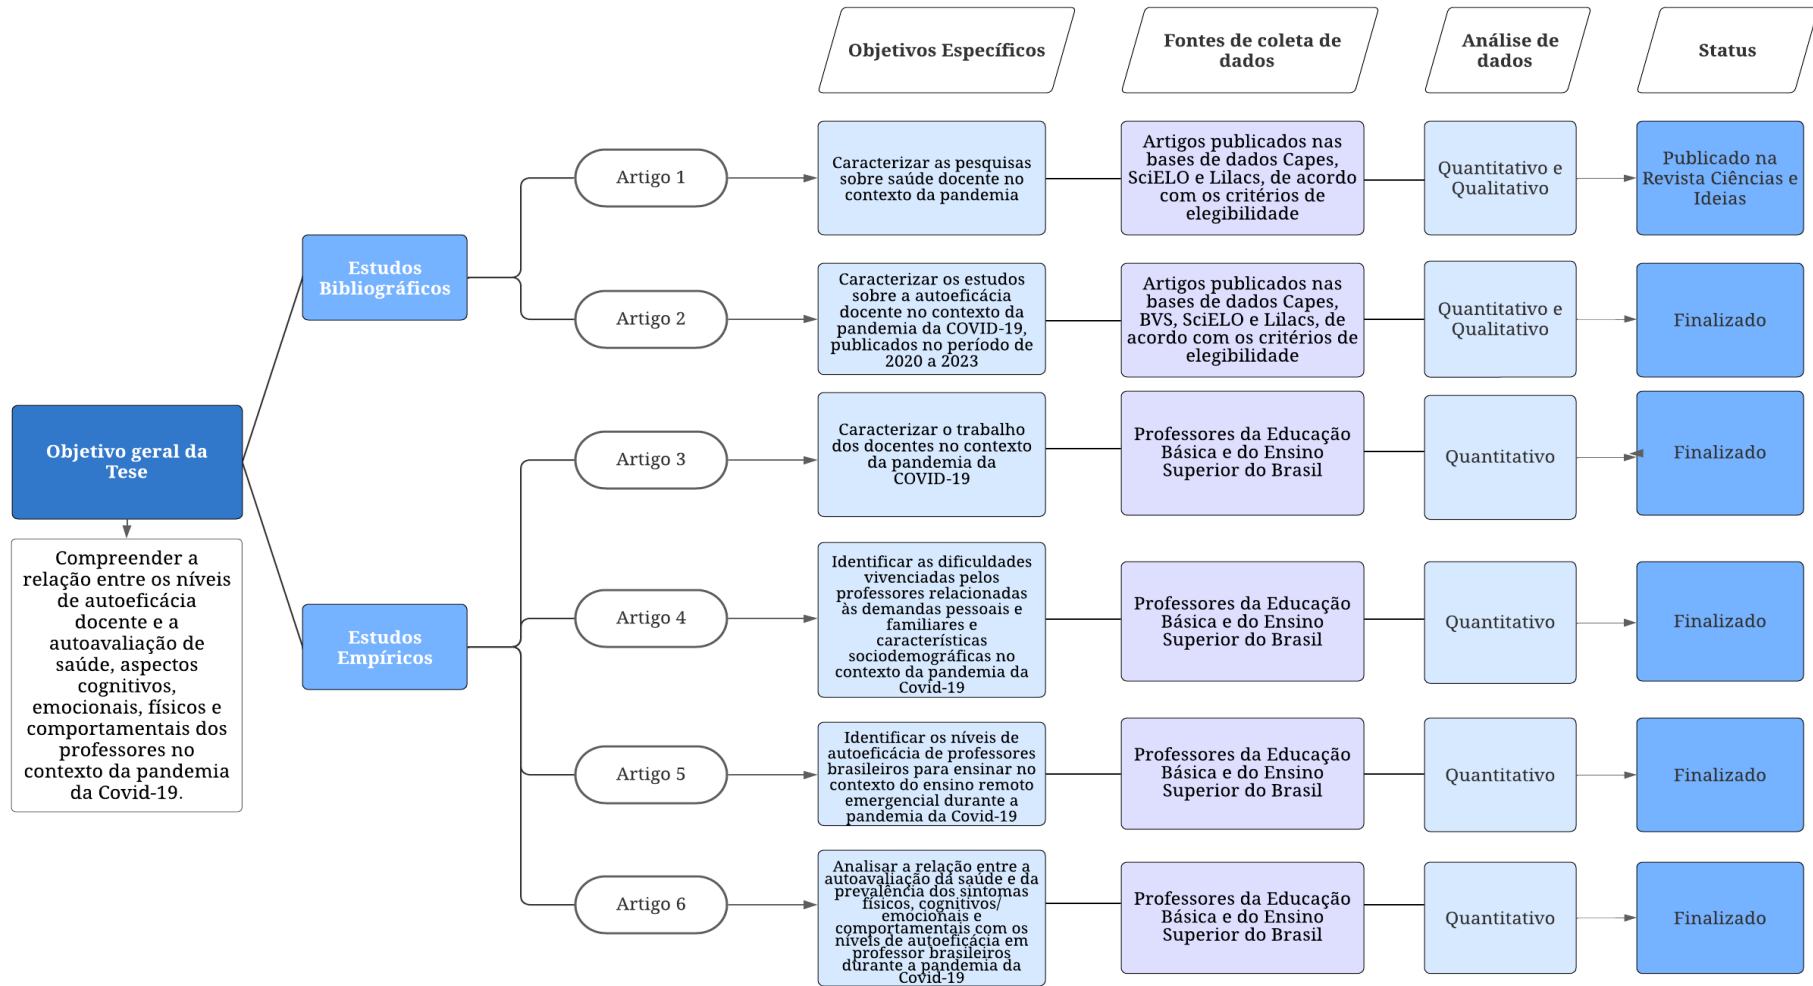 Objetivos Específicos
Fontes de coleta de
dados
Análise de
dados
Status
Objetivo geral da
Tese
Compreender a
relação entre os níveis
de autoeficácia
docente e a
autoavaliação de
saúde, aspectos
cognitivos,
emocionais, físicos e
comportamentais dos
professores no
contexto da pandemia
da Covid-19.
Estudos
Bibliográficos
Artigo 1
Caracterizar as pesquisas
sobre saúde docente no
contexto da pandemia
Artigos publicados nas
bases de dados Capes,
SciELO e Lilacs, de acordo
com os critérios de
elegibilidade
Quantitativo e
Qualitativo
Publicado na
Revista Ciências e
Ideias
Artigo 2
Caracterizar os estudos
sobre a autoeficácia
docente no contexto da
pandemia da COVID-19,
publicados no período de
2020 a 2023
Artigos publicados nas
bases de dados Capes,
BVS, SciELO e Lilacs, de
acordo com os critérios de
elegibilidade
Quantitativo e
Qualitativo
Finalizado
Estudos
Empíricos
Artigo 3
Caracterizar o trabalho
dos docentes no contexto
da pandemia da
COVID-19
Professores da Educação
Básica e do Ensino
Superior do Brasil
Quantitativo
Finalizado
Artigo 4
Identificar as dificuldades
vivenciadas pelos
professores relacionadas
às demandas pessoais e
familiares e
características
sociodemográficas no
contexto da pandemia da
Covid-19
Professores da Educação
Básica e do Ensino
Superior do Brasil
Quantitativo
Finalizado
Artigo 5
Identificar os níveis de
autoeficácia de professores
brasileiros para ensinar no
contexto do ensino remoto
emergencial durante a
pandemia da Covid-19
Professores da Educação
Básica e do Ensino
Superior do Brasil
Quantitativo
Finalizado
Artigo 6
Analisar a relação entre a
autoavaliação da saúde e da
prevalência dos sintomas
físicos, cognitivos/
emocionais e
comportamentais com os
níveis de autoeficácia em
professor brasileiros
durante a pandemia da
Covid-19
Professores da Educação
Básica e do Ensino
Superior do Brasil
Quantitativo
Finalizado